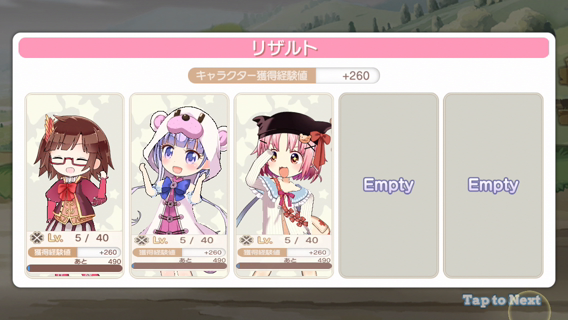 リザルト
キャラクター獲得経験値 +260
Lv. 5 / 40
獲得経験値 +260
あと 490
Lv. 5 / 40
獲得経験値 +260
あと 490
Lv. 5 / 40
獲得経験値 +260
あと 490
Empty
Empty
Tap to Next